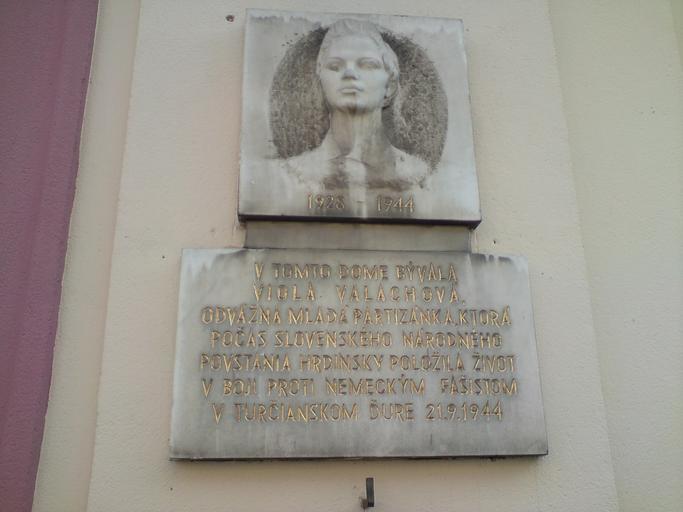 1928 - 1944
V TOMTO DOME BÝVALA
VIOLA VALACHOVÁ,
ODVÁŽNA MLADÁ PARTIZÁNKA, KTORÁ
POČAS SLOVENSKÉHO NÁRODNÉHO
POVSTANIA HRDINSKY POLOŽILA ŽIVOT
V BOJI PROTI NEMECKÝM FAŠISTOM
V TURČIANSKOM ĎURE 21.9.1944